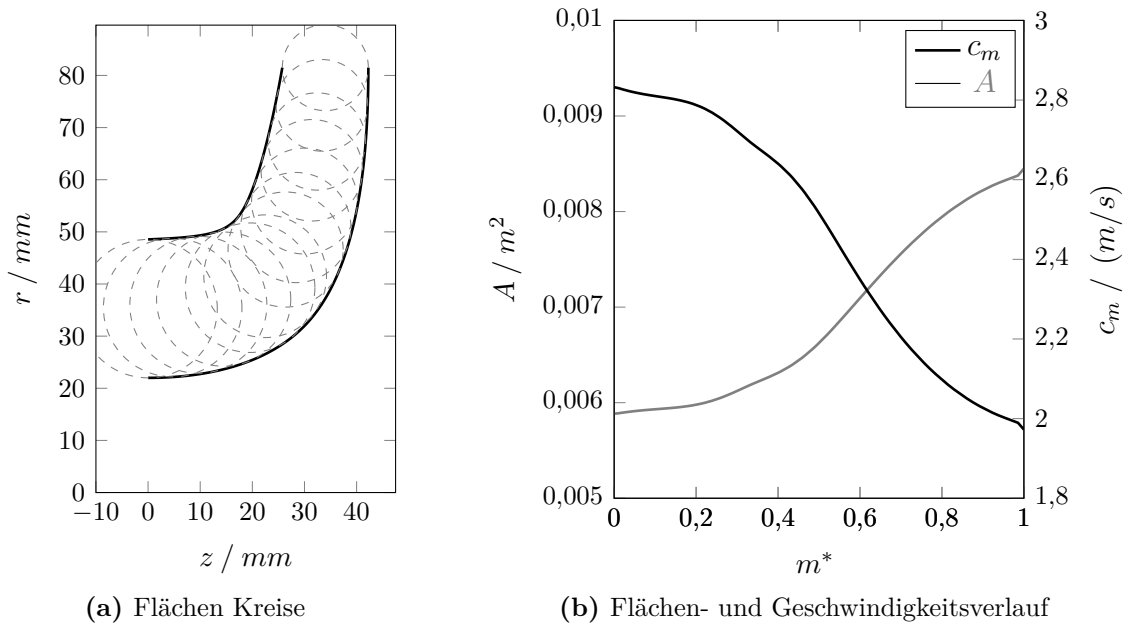 80
70
60
50
40
30
20
10
0
−10 0 10 20 30 40
r / mm
z / mm
(a) Flächen Kreise
0,01
0,009
0,008
0,007
0,006
0,005
A / m²
c_m
A
3
2,8
2,6
2,4
2,2
2
1,8
c_m / (m/s)
0 0,2 0,4 0,6 0,8 1
m*
(b) Flächen- und Geschwindigkeitsverlauf